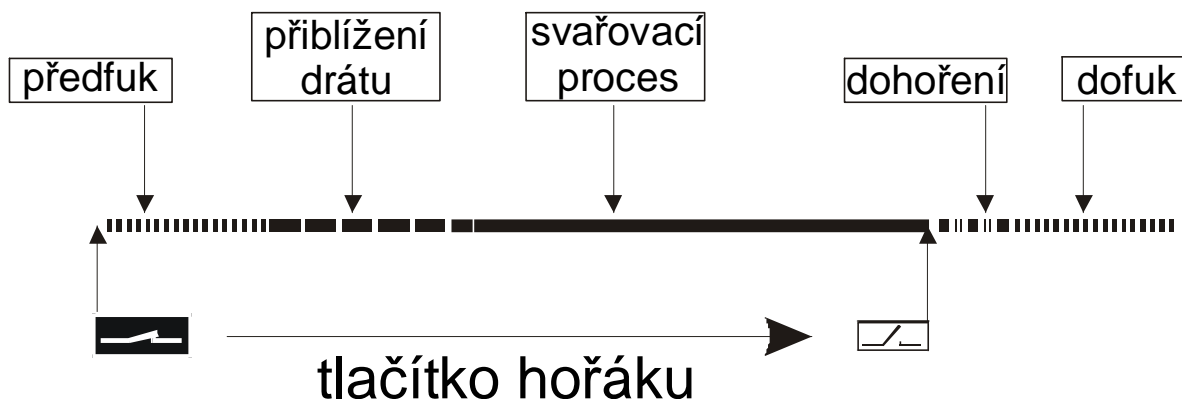 předfuk
přiblížení
drátu
svařovací
proces
dohoření
dofuk
tlačítko hořáku